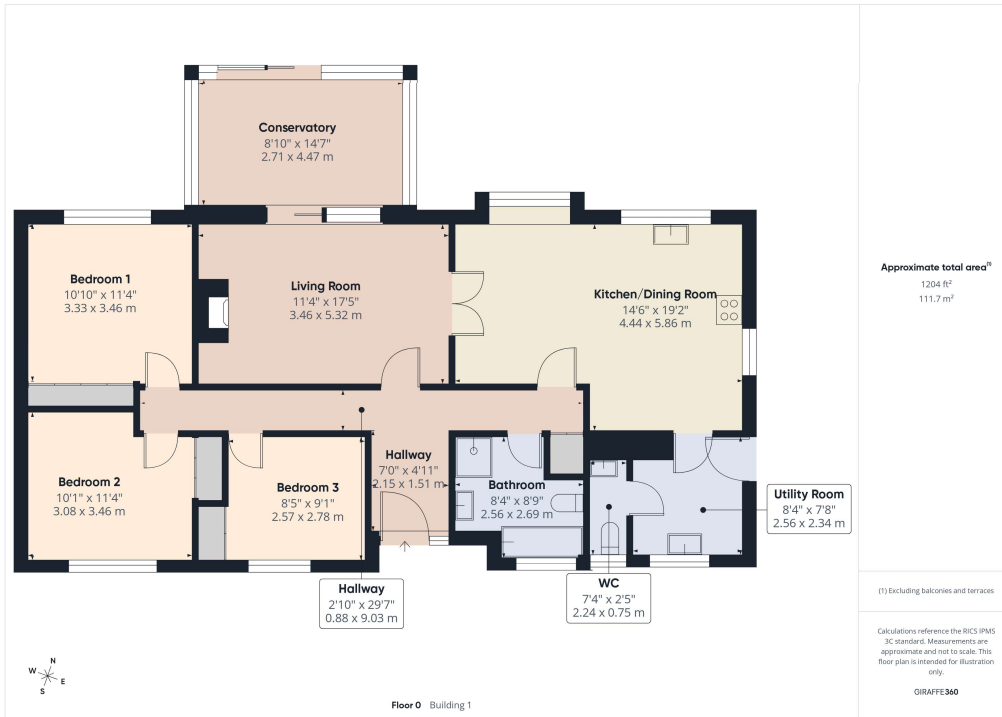 Conservatory
8'10" x 14'7"
2.71 x 4.47 m
Bedroom 1
10'10" x 11'4"
3.33 x 3.46 m
Living Room
11'4" x 17'5"
3.46 x 5.32 m
Kitchen/Dining Room
14'6" x 19'2"
4.44 x 5.86 m
Approximate total area(1)
1204 ft²
111.7 m²
Bedroom 2
10'1" x 11'4"
3.08 x 3.46 m
Bedroom 3
8'5" x 9'1"
2.57 x 2.78 m
Hallway
7'0" x 4'11"
2.15 x 1.51 m
Bathroom
8'4" x 8'9"
2.56 x 2.69 m
Utility Room
8'4" x 7'8"
2.56 x 2.34 m
Hallway
2'10" x 29'7"
0.88 x 9.03 m
WC
7'4" x 2'5"
2.24 x 0.75 m
(1) Excluding balconies and terraces
Calculations reference the RICS IPMS
3C standard. Measurements are
approximate and not to scale. This
floor plan is intended for illustration
only.
GIRAFFE360
N
W
E
S
Floor 0 Building 1